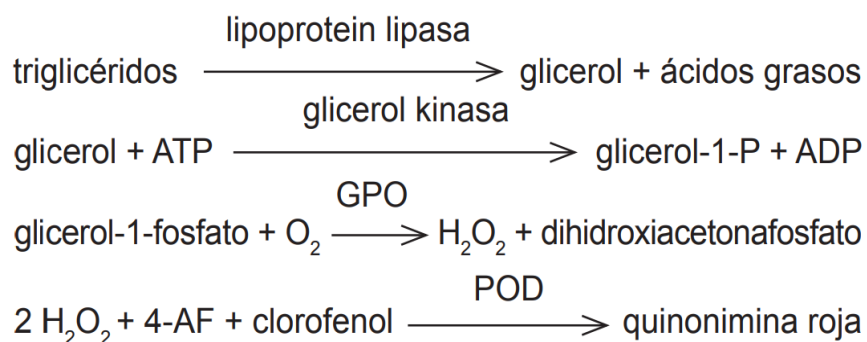 lipoprotein lipasa
triglicéridos ⟶ glicerol + ácidos grasos
glicerol kinasa
glicerol + ATP ⟶ glicerol-1-P + ADP
GPO
glicerol-1-fosfato + O₂ ⟶ H₂O₂ + dihidroxiacetonafosfato
POD
2 H₂O₂ + 4-AF + clorofenol ⟶ quinonimina roja